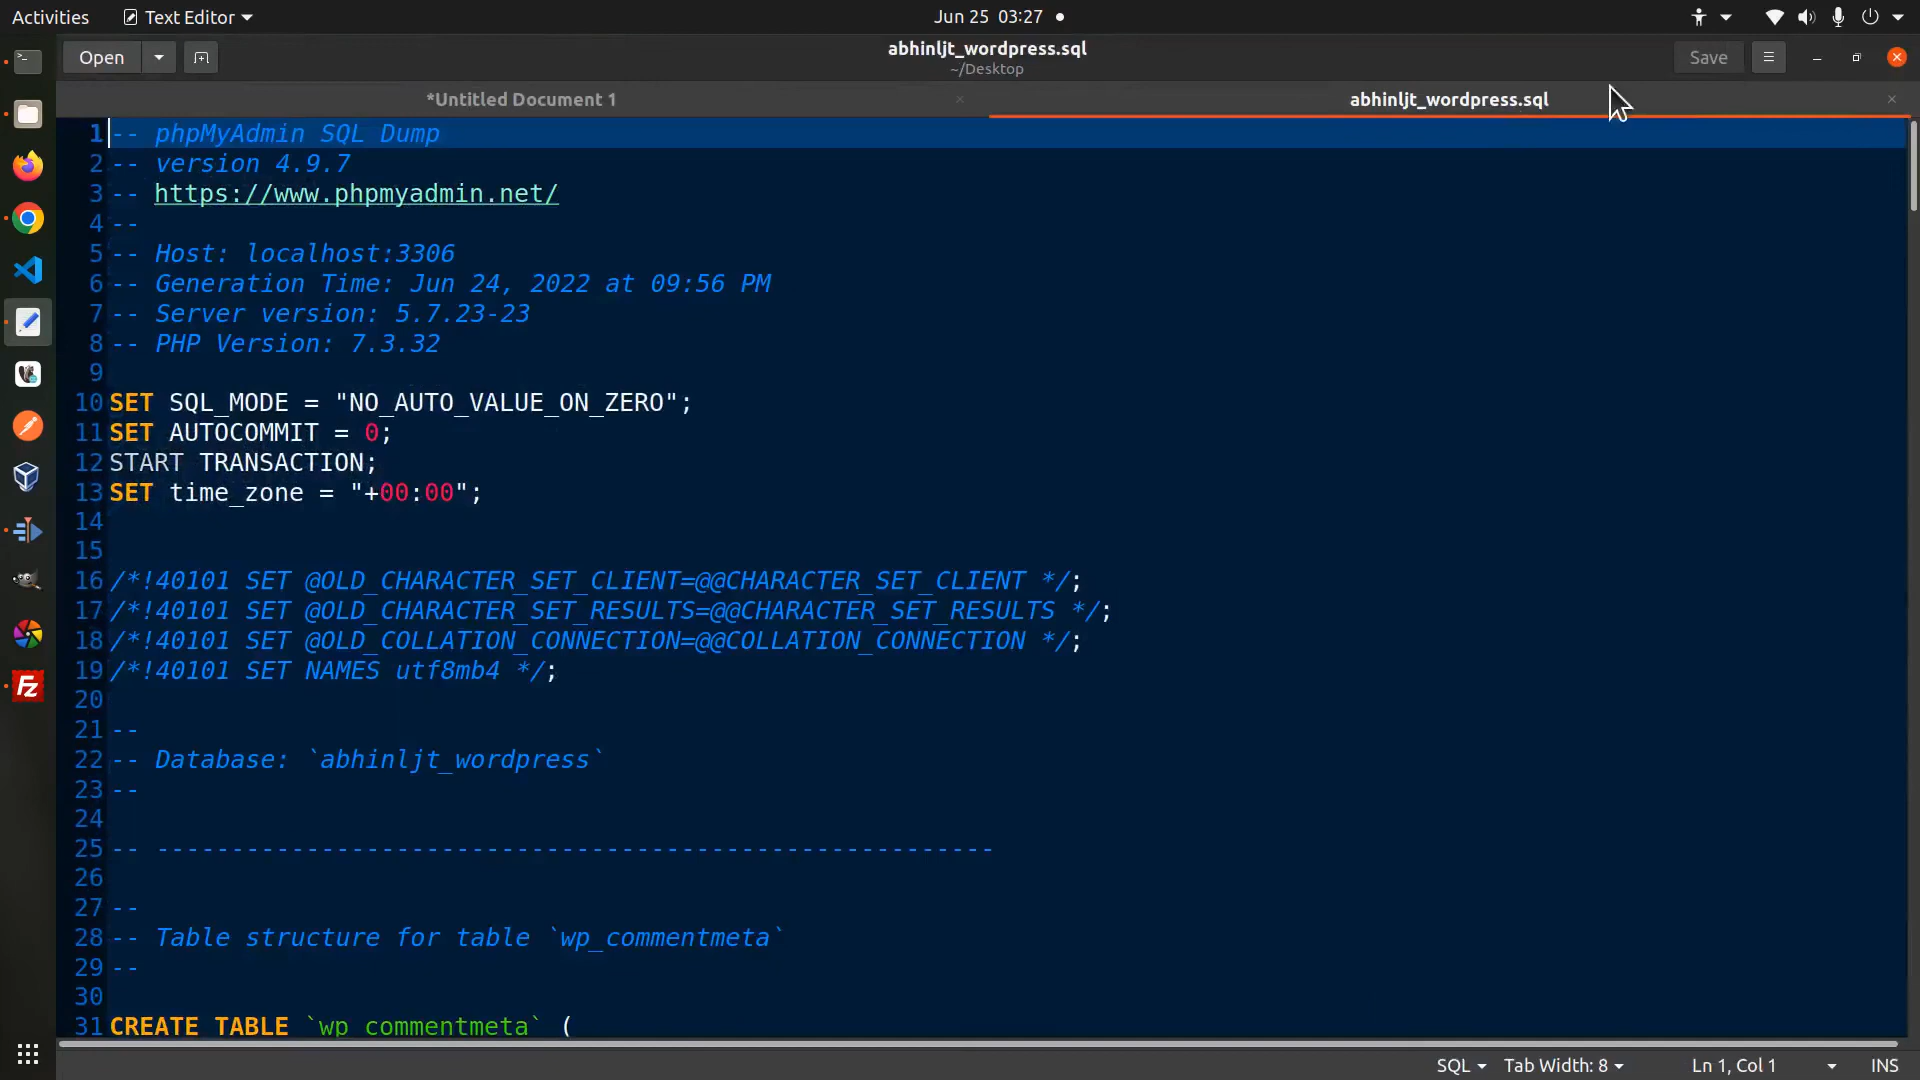 Activities Text Editor Jun 25 03:27
Open abhinljt_wordpress.sql Save
~/Desktop
*Untitled Document 1 abhinljt_wordpress.sql
1 -- phpMyAdmin SQL Dump
2 -- version 4.9.7
3 -- https://www.phpmyadmin.net/
4 --
5 -- Host: localhost:3306
6 -- Generation Time: Jun 24, 2022 at 09:56 PM
7 -- Server version: 5.7.23-23
8 -- PHP Version: 7.3.32
9
10 SET SQL_MODE = "NO_AUTO_VALUE_ON_ZERO";
11 SET AUTOCOMMIT = 0;
12 START TRANSACTION;
13 SET time_zone = "+00:00";
14
15
16 /*!40101 SET @OLD_CHARACTER_SET_CLIENT=@@CHARACTER_SET_CLIENT */;
17 /*!40101 SET @OLD_CHARACTER_SET_RESULTS=@@CHARACTER_SET_RESULTS */;
18 /*!40101 SET @OLD_COLLATION_CONNECTION=@@COLLATION_CONNECTION */;
19 /*!40101 SET NAMES utf8mb4 */;
20
21 --
22 -- Database: `abhinljt_wordpress`
23 --
24
25 -- --------------------------------------------------------
26
27 --
28 -- Table structure for table `wp_commentmeta`
29 --
30
31 CREATE TABLE `wp_commentmeta` (
SQL Tab Width: 8 Ln 1, Col 1 INS